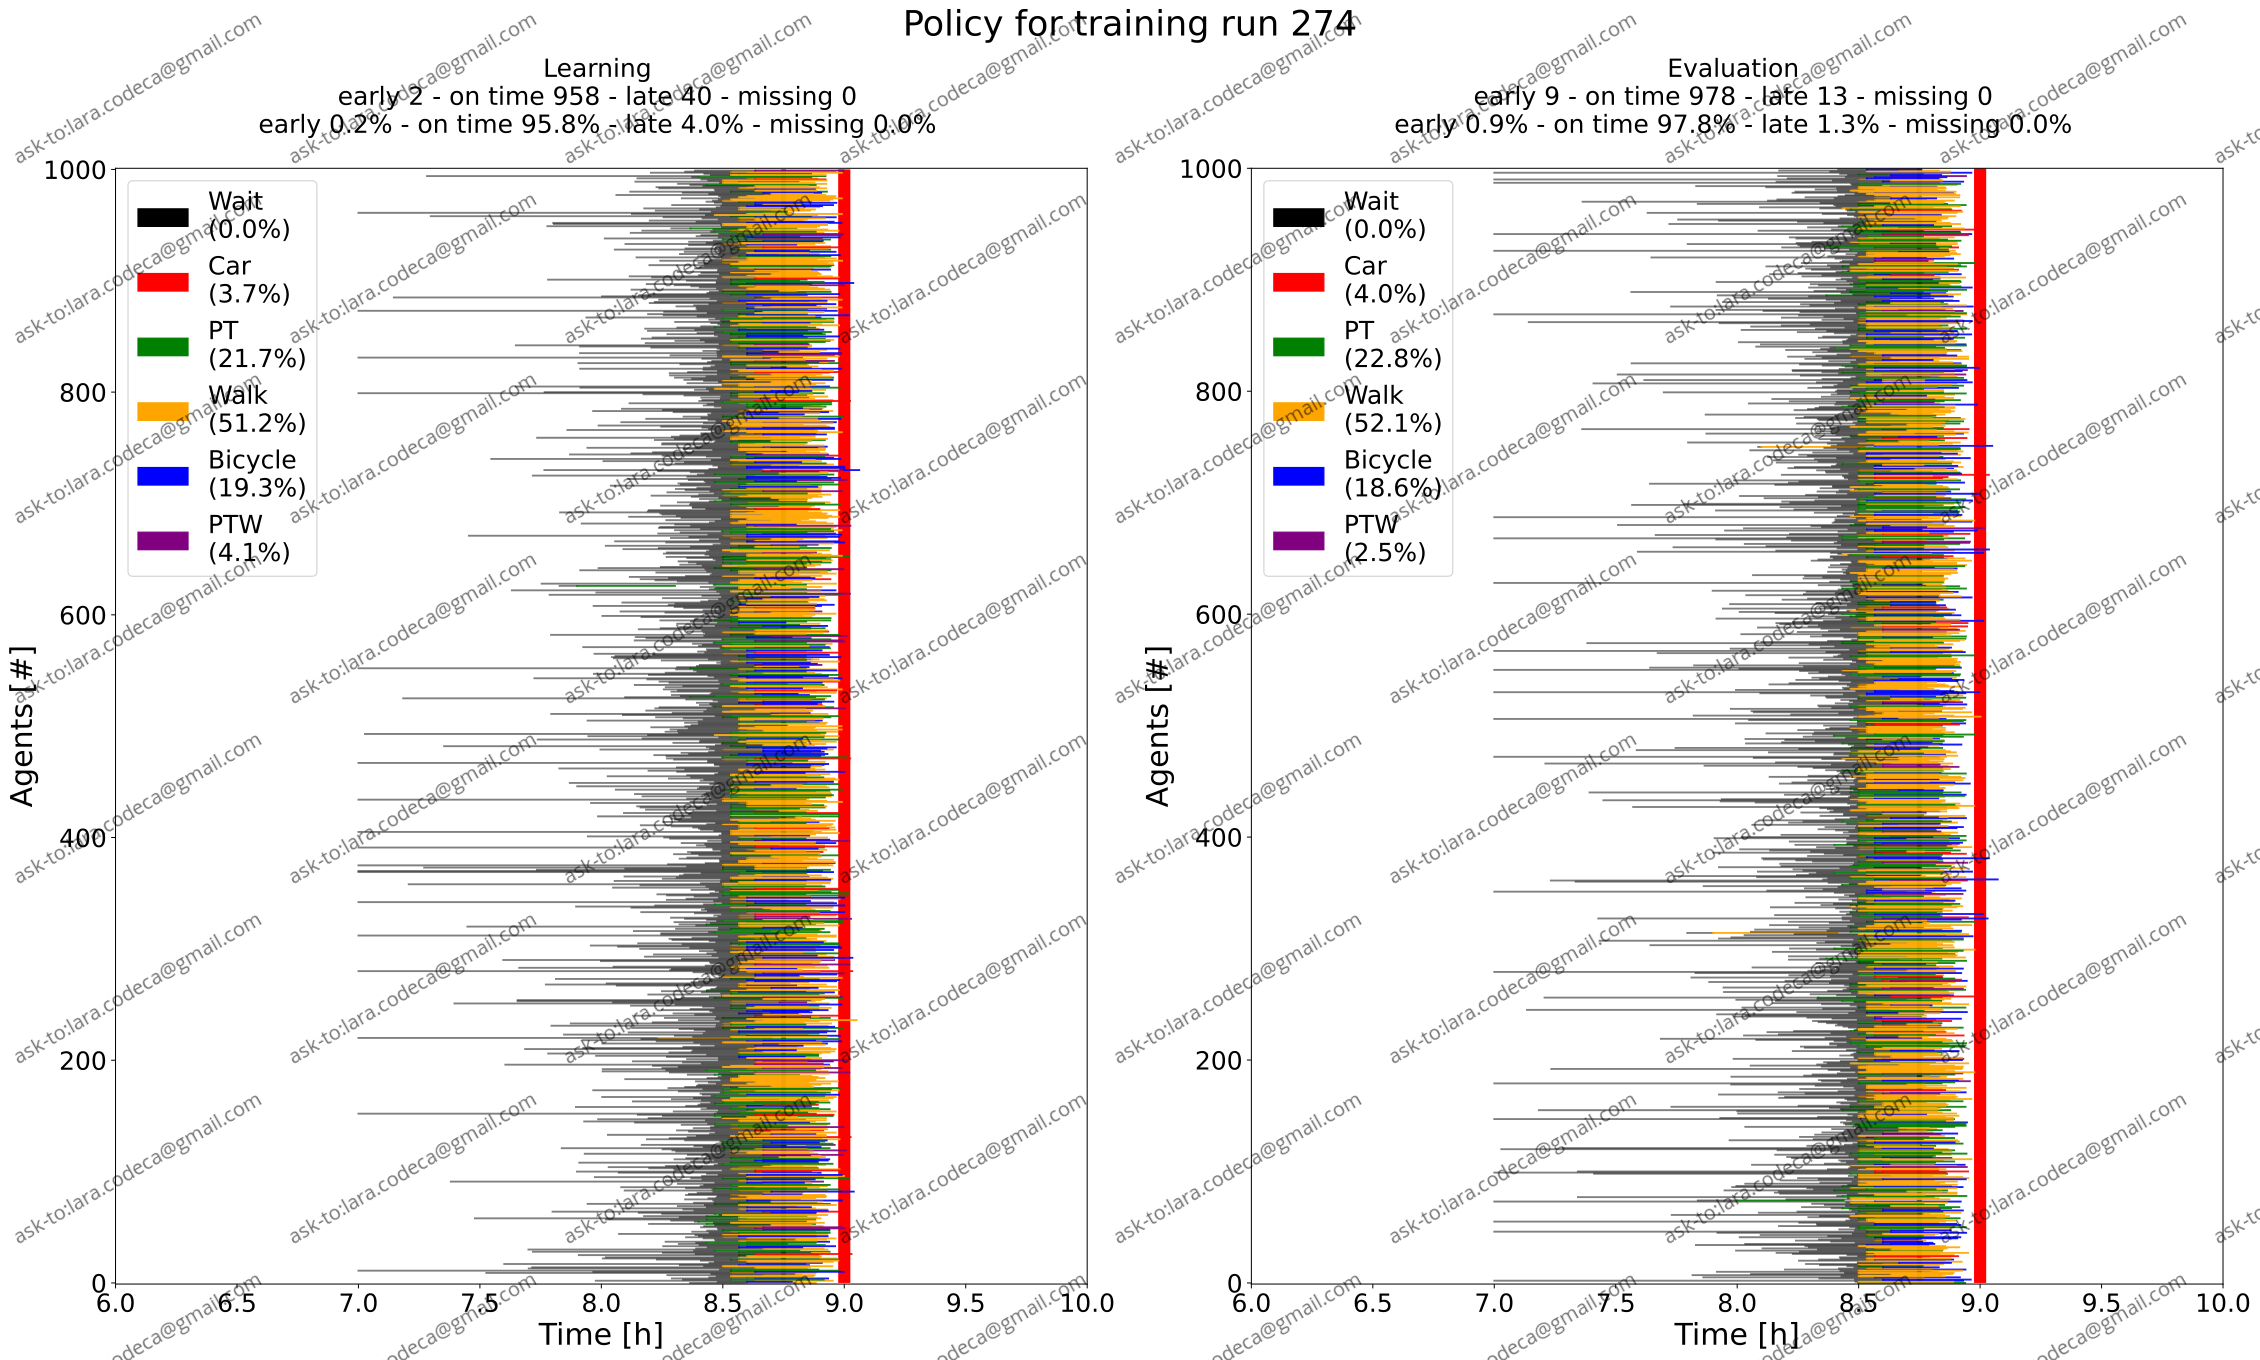 Policy for training run 274
Learning
early 2 - on time 958 - late 40 - missing 0
early 0.2% - on time 95.8% - late 4.0% - missing 0.0%
Evaluation
early 9 - on time 978 - late 13 - missing 0
early 0.9% - on time 97.8% - late 1.3% - missing 0.0%
Wait
(0.0%)
Car
(3.7%)
PT
(21.7%)
Walk
(51.2%)
Bicycle
(19.3%)
PTW
(4.1%)
Agents [#]
1000
800
600
400
200
0
6.0 6.5 7.0 7.5 8.0 8.5 9.0 9.5 10.0
Time [h]
Wait
(0.0%)
Car
(4.0%)
PT
(22.8%)
Walk
(52.1%)
Bicycle
(18.6%)
PTW
(2.5%)
Agents [#]
1000
800
600
400
200
0
6.0 6.5 7.0 7.5 8.0 8.5 9.0 9.5 10.0
Time [h]
ask-to:lara.codeca@gmail.com